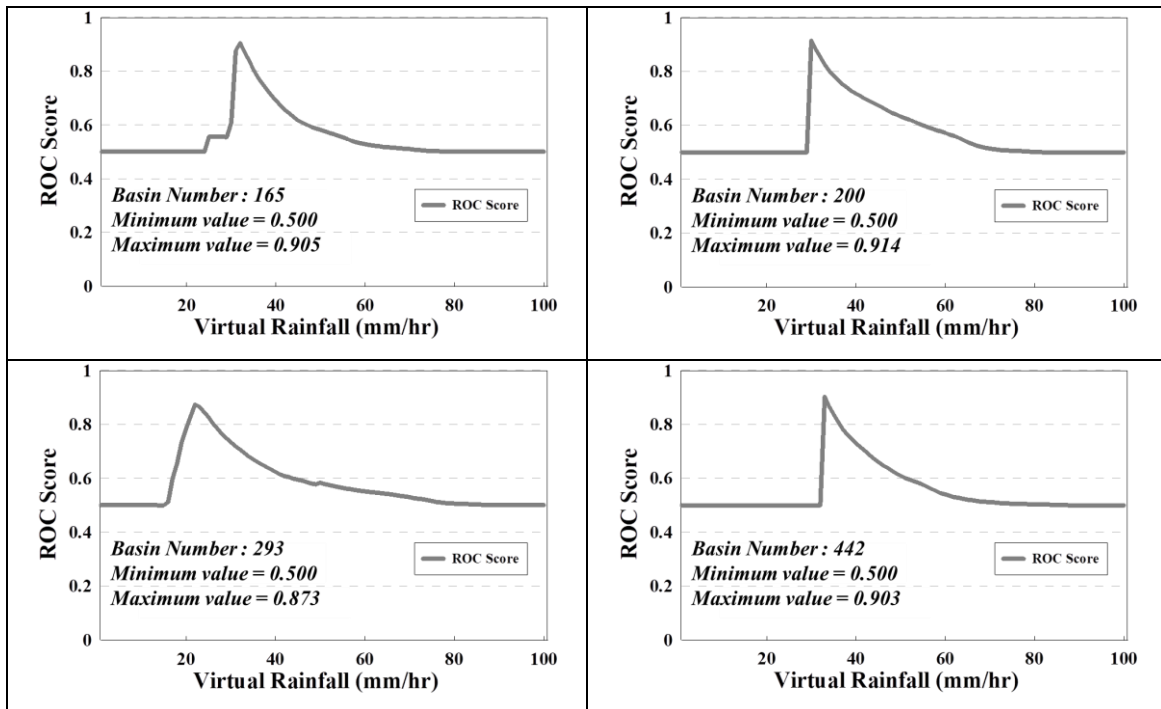 1
0.8
0.6
0.4
0.2
0
ROC Score
Basin Number : 165
Minimum value = 0.500
Maximum value = 0.905
ROC Score
20 40 60 80 100
Virtual Rainfall (mm/hr)
1
0.8
0.6
0.4
0.2
0
ROC Score
Basin Number : 200
Minimum value = 0.500
Maximum value = 0.914
ROC Score
20 40 60 80 100
Virtual Rainfall (mm/hr)
1
0.8
0.6
0.4
0.2
0
ROC Score
Basin Number : 293
Minimum value = 0.500
Maximum value = 0.873
ROC Score
20 40 60 80 100
Virtual Rainfall (mm/hr)
1
0.8
0.6
0.4
0.2
0
ROC Score
Basin Number : 442
Minimum value = 0.500
Maximum value = 0.903
ROC Score
20 40 60 80 100
Virtual Rainfall (mm/hr)